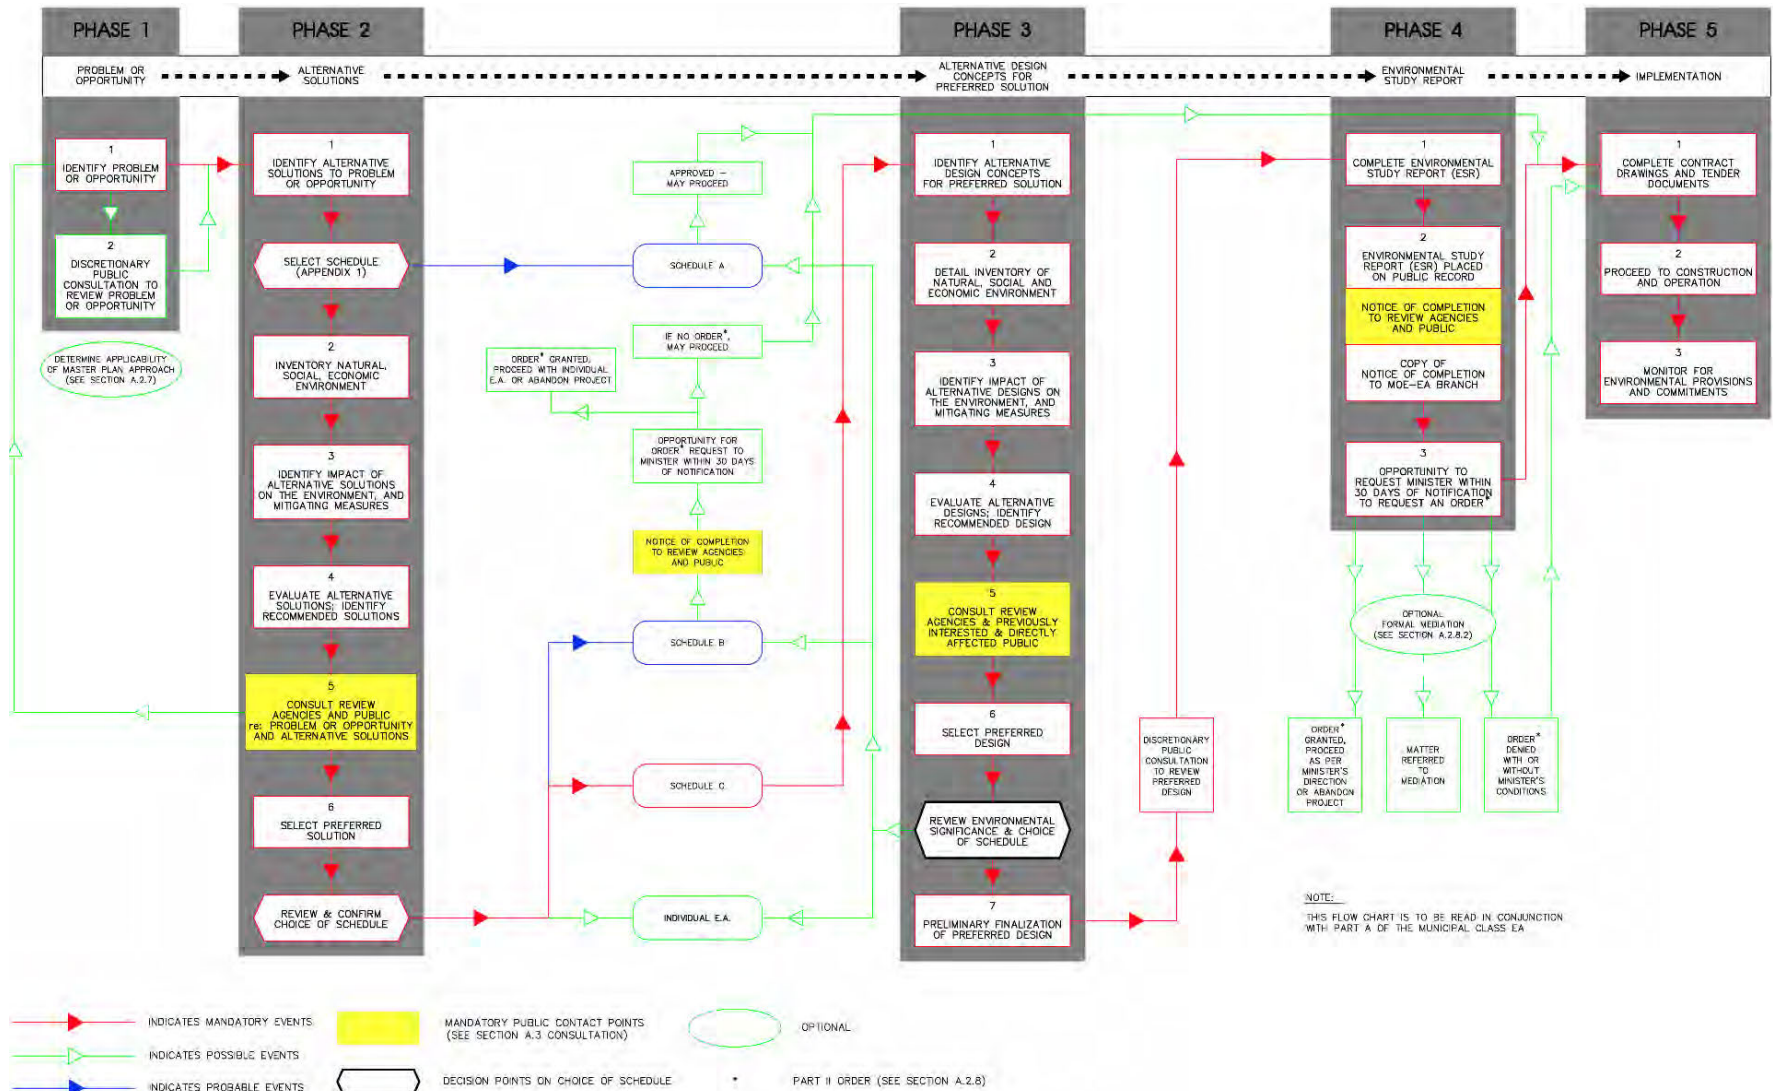 PHASE 1
PHASE 2
PHASE 3
PHASE 4
PHASE 5
PROBLEM OR
OPPORTUNITY
ALTERNATIVE
SOLUTIONS
ALTERNATIVE DESIGN
CONCEPTS FOR
PREFERRED SOLUTION
ENVIRONMENTAL
STUDY REPORT
IMPLEMENTATION
1
IDENTIFY PROBLEM
OR OPPORTUNITY
2
DISCRETIONARY
PUBLIC
CONSULTATION TO
REVIEW PROBLEM
OR OPPORTUNITY
DETERMINE APPLICABILITY
OF MASTER PLAN APPROACH
(SEE SECTION A.2.7)
1
IDENTIFY ALTERNATIVE
SOLUTIONS TO PROBLEM
OR OPPORTUNITY
SELECT SCHEDULE
(APPENDIX 1)
2
INVENTORY NATURAL,
SOCIAL, ECONOMIC
ENVIRONMENT
3
IDENTIFY IMPACT OF
ALTERNATIVE SOLUTIONS
ON THE ENVIRONMENT, AND
MITIGATING MEASURES
4
EVALUATE ALTERNATIVE
SOLUTIONS; IDENTIFY
RECOMMENDED SOLUTIONS
5
CONSULT REVIEW
AGENCIES AND PUBLIC
re: PROBLEM OR OPPORTUNITY
AND ALTERNATIVE SOLUTIONS
6
SELECT PREFERRED
SOLUTION
REVIEW & CONFIRM
CHOICE OF SCHEDULE
APPROVED –
MAY PROCEED
SCHEDULE A
IF NO ORDER*,
MAY PROCEED
ORDER* GRANTED,
PROCEED WITH INDIVIDUAL
E.A. OR ABANDON PROJECT
OPPORTUNITY FOR
ORDER* REQUEST TO
MINISTER WITHIN 30 DAYS
OF NOTIFICATION
NOTICE OF COMPLETION
TO REVIEW AGENCIES
AND PUBLIC
SCHEDULE B
SCHEDULE C
INDIVIDUAL E.A.
1
IDENTIFY ALTERNATIVE
DESIGN CONCEPTS
FOR PREFERRED SOLUTION
2
DETAIL INVENTORY OF
NATURAL, SOCIAL AND
ECONOMIC ENVIRONMENT
3
IDENTIFY IMPACT OF
ALTERNATIVE DESIGNS ON
THE ENVIRONMENT, AND
MITIGATING MEASURES
4
EVALUATE ALTERNATIVE
DESIGNS; IDENTIFY
RECOMMENDED DESIGN
5
CONSULT REVIEW
AGENCIES & PREVIOUSLY
INTERESTED & DIRECTLY
AFFECTED PUBLIC
6
SELECT PREFERRED
DESIGN
REVIEW ENVIRONMENTAL
SIGNIFICANCE & CHOICE
OF SCHEDULE
7
PRELIMINARY FINALIZATION
OF PREFERRED DESIGN
DISCRETIONARY
PUBLIC
CONSULTATION
TO REVIEW
PREFERRED
DESIGN
1
COMPLETE ENVIRONMENTAL
STUDY REPORT (ESR)
2
ENVIRONMENTAL STUDY
REPORT (ESR) PLACED
ON PUBLIC RECORD
NOTICE OF COMPLETION
TO REVIEW AGENCIES
AND PUBLIC
COPY OF
NOTICE OF COMPLETION
TO MOE–EA BRANCH
3
OPPORTUNITY TO
REQUEST MINISTER WITHIN
30 DAYS OF NOTIFICATION
TO REQUEST AN ORDER*
OPTIONAL
FORMAL MEDIATION
(SEE SECTION A.2.8.2)
ORDER*
GRANTED,
PROCEED
AS PER
MINISTER'S
DIRECTION
OR ABANDON
PROJECT
MATTER
REFERRED
TO
MEDIATION
ORDER*
DENIED
WITH OR
WITHOUT
MINISTER'S
CONDITIONS
1
COMPLETE CONTRACT
DRAWINGS AND TENDER
DOCUMENTS
2
PROCEED TO CONSTRUCTION
AND OPERATION
3
MONITOR FOR
ENVIRONMENTAL PROVISIONS
AND COMMITMENTS
NOTE:
THIS FLOW CHART IS TO BE READ IN CONJUNCTION
WITH PART A OF THE MUNICIPAL CLASS EA
INDICATES MANDATORY EVENTS
INDICATES POSSIBLE EVENTS
INDICATES PROBABLE EVENTS
MANDATORY PUBLIC CONTACT POINTS
(SEE SECTION A.3 CONSULTATION)
DECISION POINTS ON CHOICE OF SCHEDULE
OPTIONAL
* PART II ORDER (SEE SECTION A.2.8)